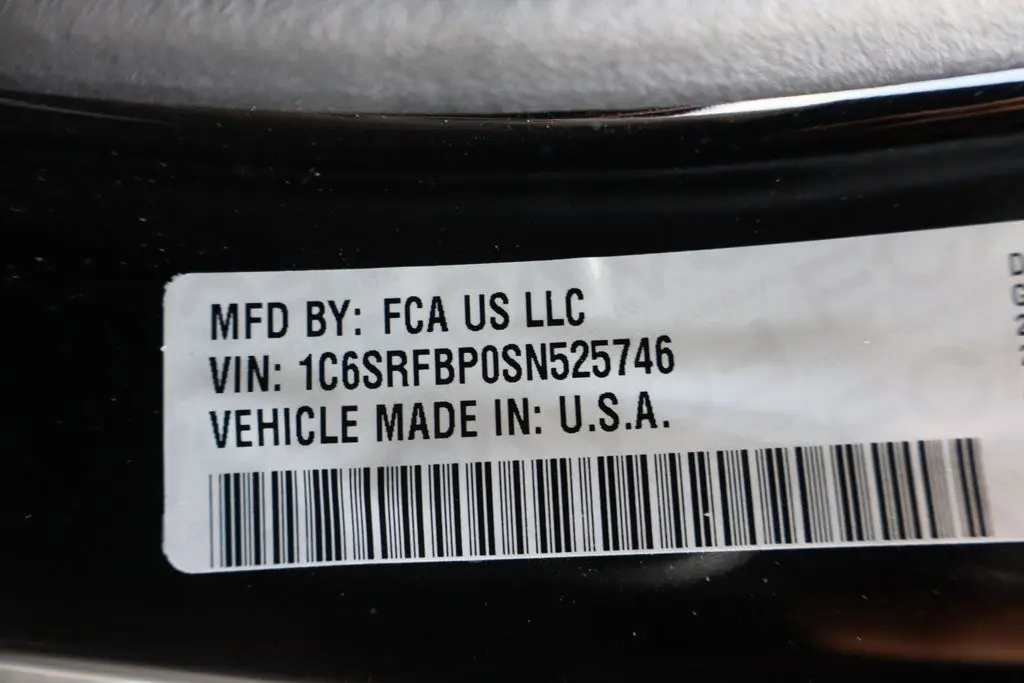 MFD BY: FCA US LLC
VIN: 1C6SRFBP0SN525746
VEHICLE MADE IN: U.S.A.